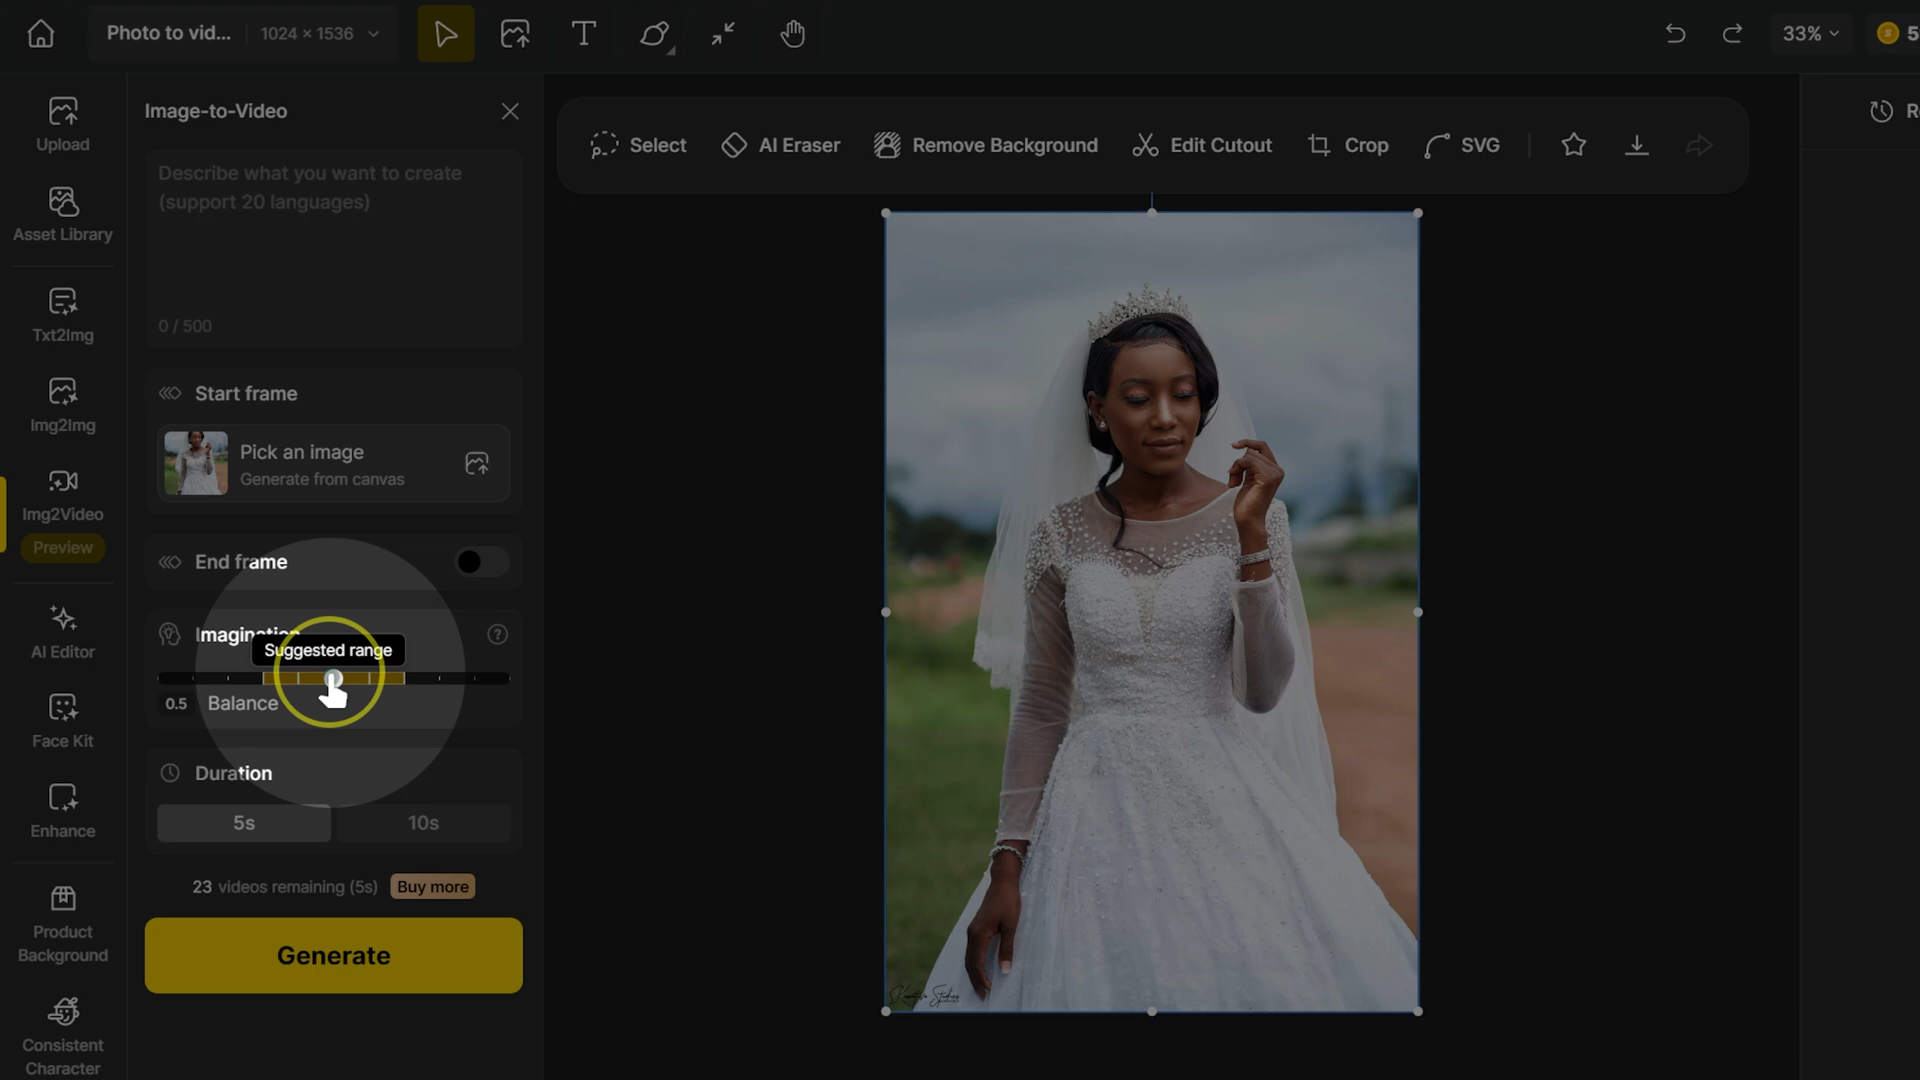 Photo to vid...
1024 × 1536
33%
5
Upload
Asset Library
Txt2Img
Img2Img
Img2Video
Preview
AI Editor
Face Kit
Enhance
Product
Background
Consistent
Character
Image-to-Video
Describe what you want to create
(support 20 languages)
0 / 500
Start frame
Pick an image
Generate from canvas
End frame
Imagination
Suggested range
0.5 Balance
Duration
5s 10s
23 videos remaining (5s) Buy more
Generate
Select AI Eraser Remove Background Edit Cutout Crop SVG